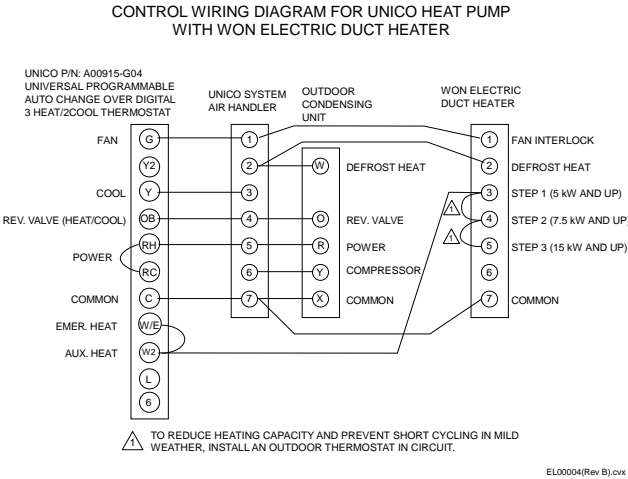 CONTROL WIRING DIAGRAM FOR UNICO HEAT PUMP
WITH WON ELECTRIC DUCT HEATER
UNICO P/N: A00915-G04
UNIVERSAL PROGRAMMABLE
AUTO CHANGE OVER DIGITAL
3 HEAT/2COOL THERMOSTAT
UNICO SYSTEM
AIR HANDLER
OUTDOOR
CONDENSING
UNIT
WON ELECTRIC
DUCT HEATER
FAN G
Y2
COOL Y
REV. VALVE (HEAT/COOL) OB
RH
POWER
RC
COMMON C
EMER. HEAT W/E
AUX. HEAT W2
L
6
1
2
3
4
5
6
7
W DEFROST HEAT
O REV. VALVE
R POWER
Y COMPRESSOR
X COMMON
1 FAN INTERLOCK
2 DEFROST HEAT
3 STEP 1 (5 kW AND UP)
1
4 STEP 2 (7.5 kW AND UP)
1
5 STEP 3 (15 kW AND UP)
6
7 COMMON
1 TO REDUCE HEATING CAPACITY AND PREVENT SHORT CYCLING IN MILD
WEATHER, INSTALL AN OUTDOOR THERMOSTAT IN CIRCUIT.
EL00004(Rev B).cvx